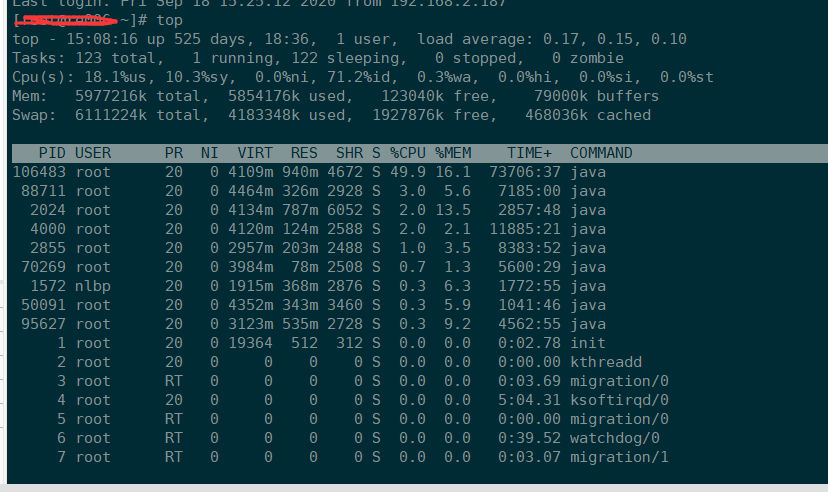 Last login: Fri Sep 18 15:25:12 2020 from 192.168.2.187
[ ~]# top
top - 15:08:16 up 525 days, 18:36,  1 user,  load average: 0.17, 0.15, 0.10
Tasks: 123 total,   1 running, 122 sleeping,   0 stopped,   0 zombie
Cpu(s): 18.1%us, 10.3%sy,  0.0%ni, 71.2%id,  0.3%wa,  0.0%hi,  0.0%si,  0.0%st
Mem:   5977216k total,  5854176k used,   123040k free,    79000k buffers
Swap:  6111224k total,  4183348k used,  1927876k free,   468036k cached
PID USER      PR  NI  VIRT  RES  SHR S %CPU %MEM    TIME+  COMMAND
106483 root      20   0 4109m 940m 4672 S 49.9 16.1  73706:37 java
88711 root      20   0 4464m 326m 2928 S  3.0  5.6   7185:00 java
2024 root      20   0 4134m 787m 6052 S  2.0 13.5   2857:48 java
4000 root      20   0 4120m 124m 2588 S  2.0  2.1  11885:21 java
2855 root      20   0 2957m 203m 2488 S  1.0  3.5   8383:52 java
70269 root      20   0 3984m  78m 2508 S  0.7  1.3   5600:29 java
1572 nlbp      20   0 1915m 368m 2876 S  0.3  6.3   1772:55 java
50091 root      20   0 4352m 343m 3460 S  0.3  5.9   1041:46 java
95627 root      20   0 3123m 535m 2728 S  0.3  9.2   4562:55 java
1 root      20   0 19364  512  312 S  0.0  0.0   0:02.78 init
2 root      20   0     0    0    0 S  0.0  0.0   0:00.00 kthreadd
3 root      RT   0     0    0    0 S  0.0  0.0   0:03.69 migration/0
4 root      20   0     0    0    0 S  0.0  0.0   5:04.31 ksoftirqd/0
5 root      RT   0     0    0    0 S  0.0  0.0   0:00.00 migration/0
6 root      RT   0     0    0    0 S  0.0  0.0   0:39.52 watchdog/0
7 root      RT   0     0    0    0 S  0.0  0.0   0:03.07 migration/1